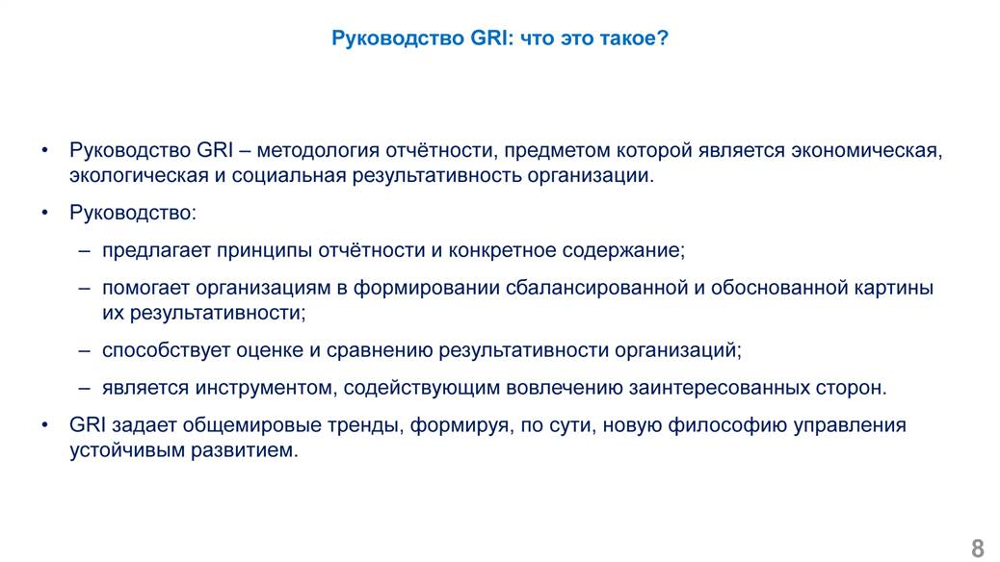 Руководство GRI: что это такое?
• Руководство GRI – методология отчётности, предметом которой является экономическая,
экологическая и социальная результативность организации.
• Руководство:
– предлагает принципы отчётности и конкретное содержание;
– помогает организациям в формировании сбалансированной и обоснованной картины
их результативности;
– способствует оценке и сравнению результативности организаций;
– является инструментом, содействующим вовлечению заинтересованных сторон.
• GRI задает общемировые тренды, формируя, по сути, новую философию управления
устойчивым развитием.
8